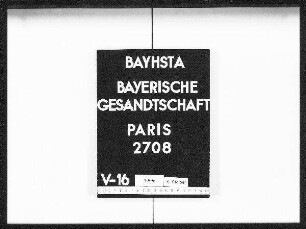 BAYHSTA
BAYERISCHE
GESANDTSCHAFT
PARIS
2708
V-16